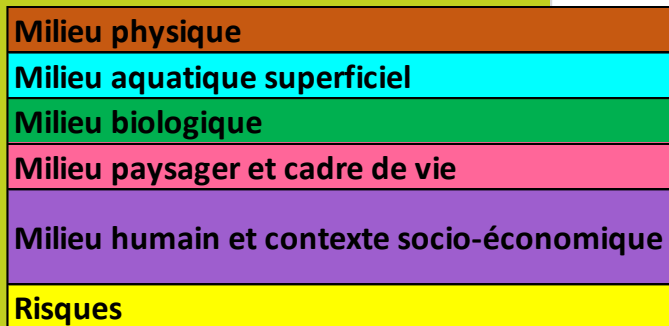 Milieu physique
Milieu aquatique superficiel
Milieu biologique
Milieu paysager et cadre de vie
Milieu humain et contexte socio-économique
Risques